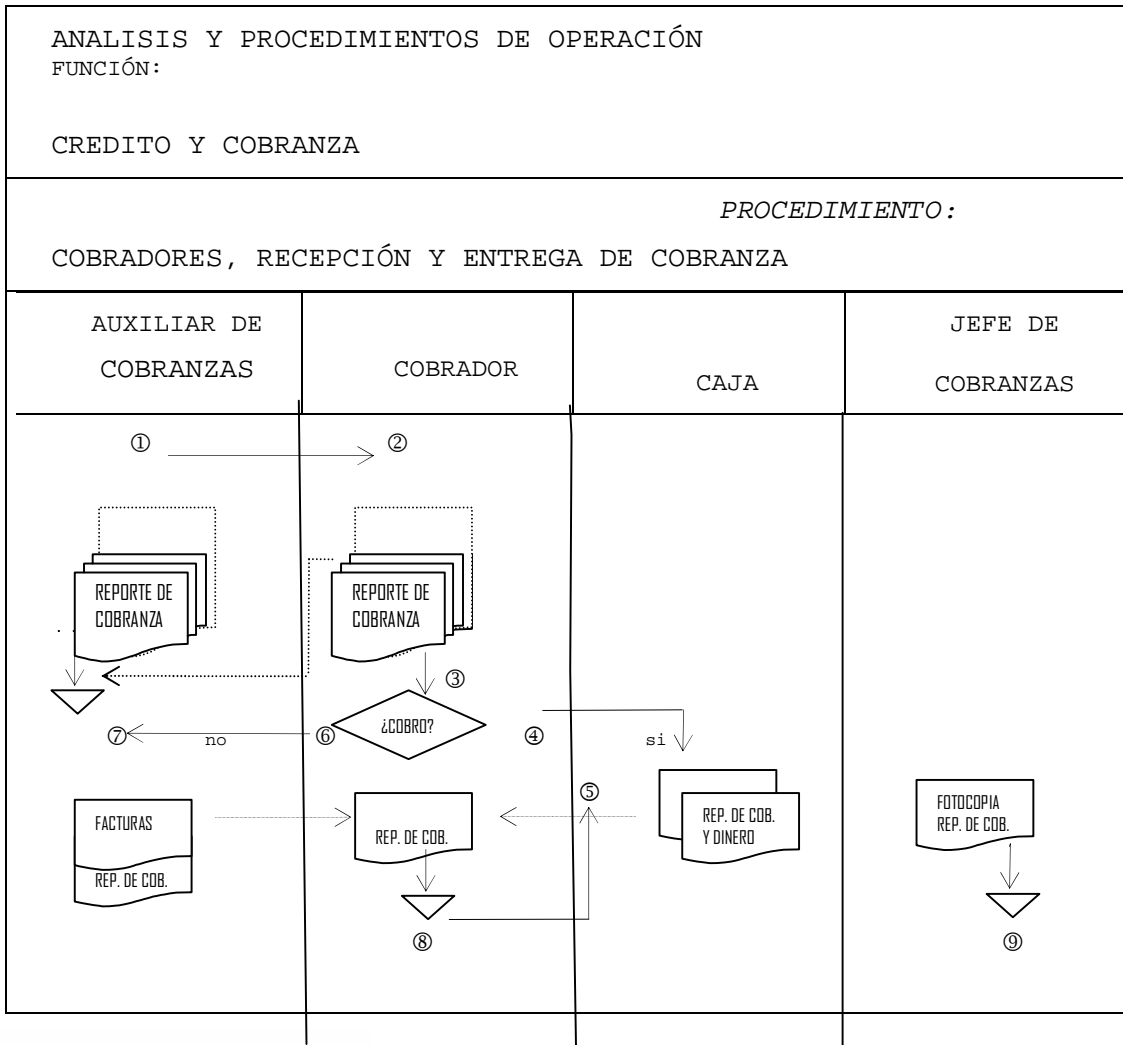 ANALISIS Y PROCEDIMIENTOS DE OPERACIÓN
FUNCIÓN:
CREDITO Y COBRANZA
PROCEDIMIENTO:
COBRADORES, RECEPCIÓN Y ENTREGA DE COBRANZA
AUXILIAR DE
COBRANZAS
COBRADOR
CAJA
JEFE DE
COBRANZAS
①
②
REPORTE DE
COBRANZA
REPORTE DE
COBRANZA
③
¿COBRO?
⑦
no
⑥
④
si
⑤
FACTURAS
REP. DE COB.
REP. DE COB.
REP. DE COB.
Y DINERO
FOTOCOPIA
REP. DE COB.
⑧
⑨